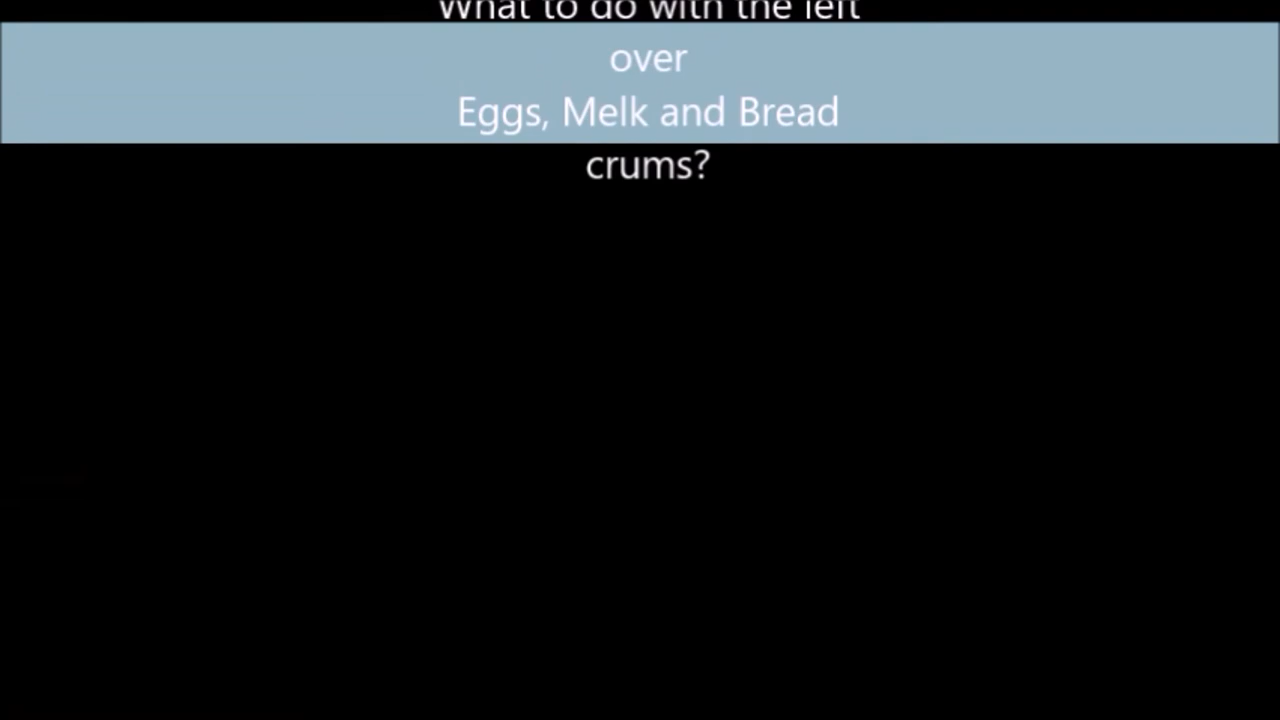 What to do with the left
over
Eggs, Melk and Bread
crums?